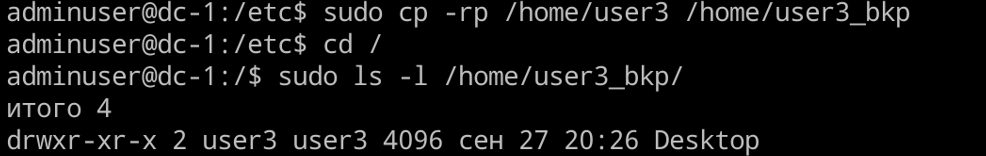 adminuser@dc-1:/etc$ sudo cp -rp /home/user3 /home/user3_bkp
adminuser@dc-1:/etc$ cd /
adminuser@dc-1:/$ sudo ls -l /home/user3_bkp/
итого 4
drwxr-xr-x 2 user3 user3 4096 сен 27 20:26 Desktop